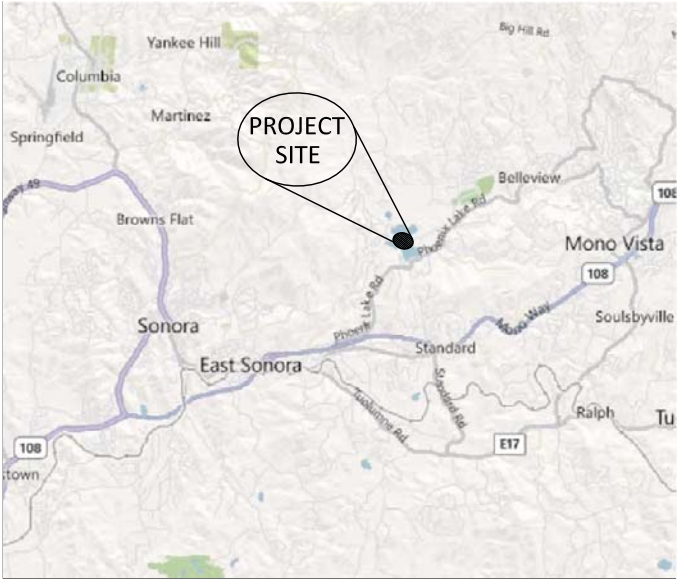 Big Hill Rd
Yankee Hill
Columbia
Martinez
PROJECT
SITE
Springfield
Belleview
108
Phoenix Lake Rd
Browns Flat
Mono Vista
108
Phoenix Lake Rd
Mono Way
Soulsbyville
Sonora
Standard
East Sonora
Tuolumne Rd
Standard Rd
Ralph
Tu
E17
108
stown